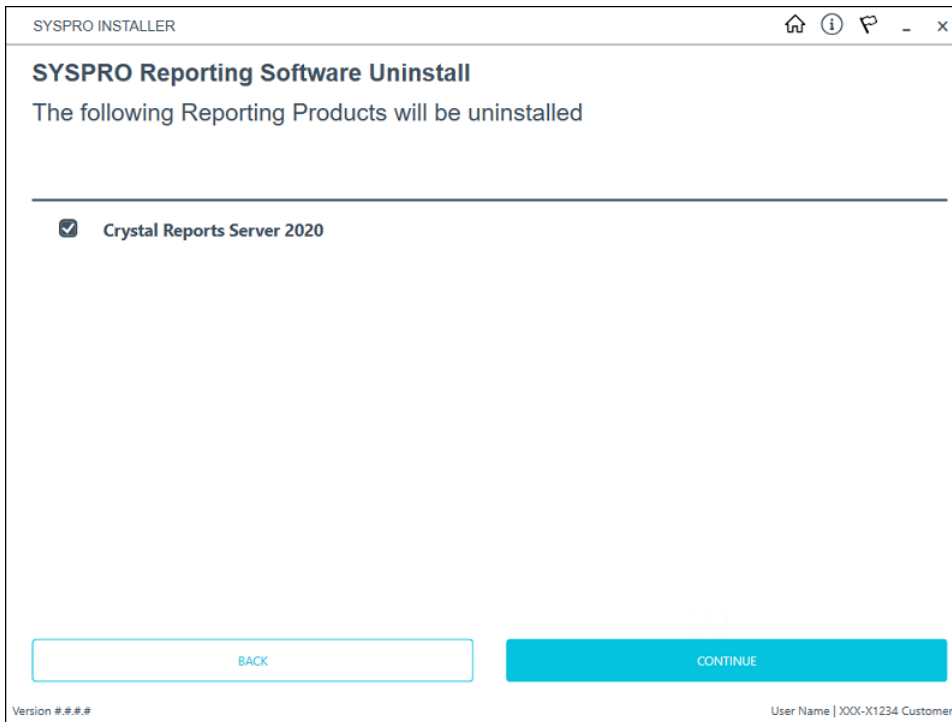 SYSPRO INSTALLER
SYSPRO Reporting Software Uninstall
The following Reporting Products will be uninstalled
Crystal Reports Server 2020
BACK
CONTINUE
Version #.#.#.#
User Name | XXX-X1234 Customer